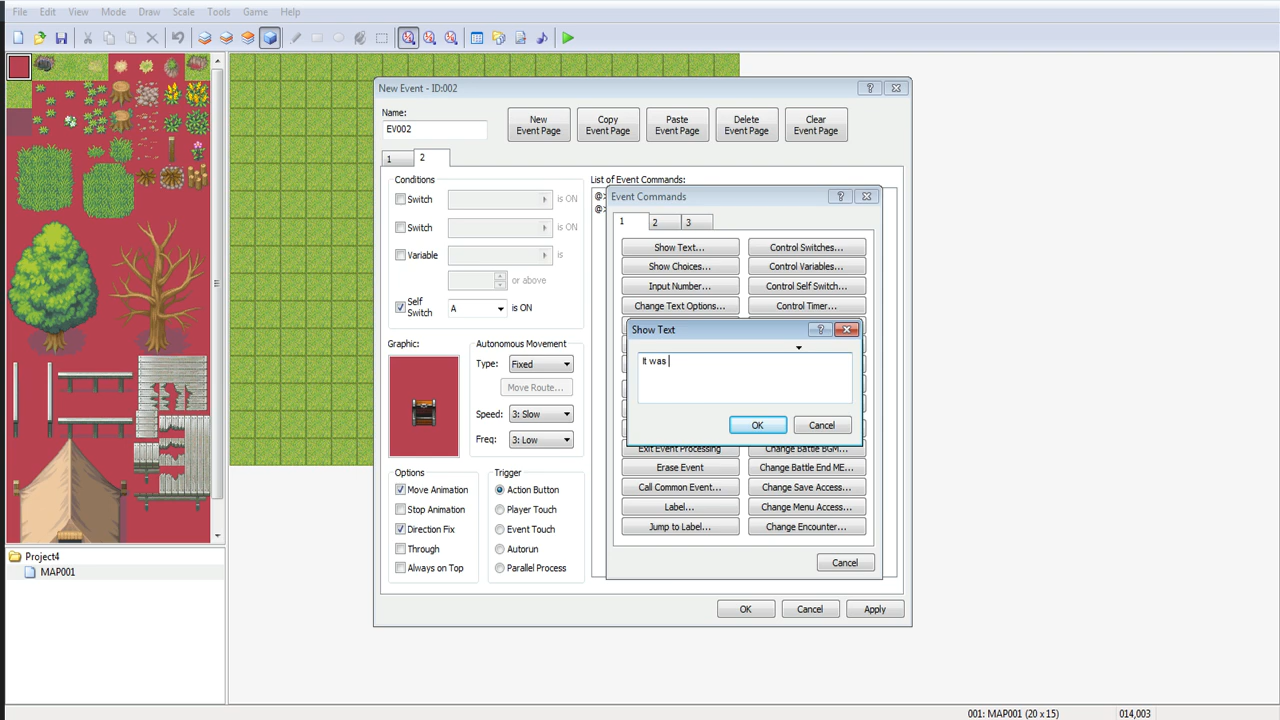 File Edit View Mode Draw Scale Tools Game Help
New Event - ID:002
Name:
EV002
New Event Page
Copy Event Page
Paste Event Page
Delete Event Page
Clear Event Page
1 2
Conditions
Switch is ON
Switch is ON
Variable is
or above
Self Switch A is ON
Graphic:
Autonomous Movement
Type: Fixed
Move Route...
Speed: 3: Slow
Freq: 3: Low
Options
Move Animation
Stop Animation
Direction Fix
Through
Always on Top
Trigger
Action Button
Player Touch
Event Touch
Autorun
Parallel Process
List of Event Commands:
@>
@>
Event Commands
1 2 3
Show Text... Control Switches...
Show Choices... Control Variables...
Input Number... Control Self Switch...
Change Text Options... Control Timer...
Show Text
It was
OK Cancel
Exit Event Processing Change Battle BGM...
Erase Event Change Battle End ME...
Call Common Event... Change Save Access...
Label... Change Menu Access...
Jump to Label... Change Encounter...
Cancel
OK Cancel Apply
Project4
MAP001
001: MAP001 (20 x 15) 014,003